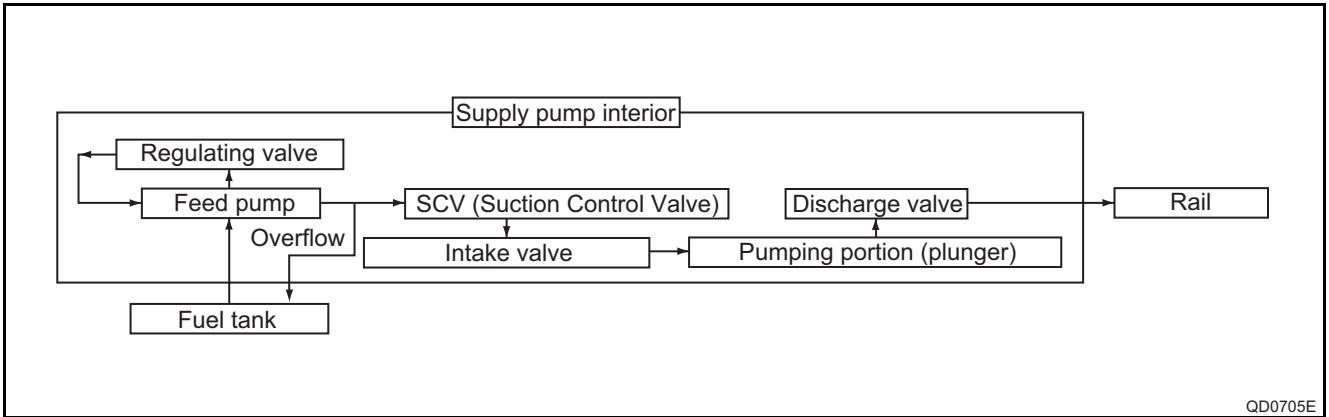 Supply pump interior
Regulating valve
Feed pump
SCV (Suction Control Valve)
Discharge valve
Rail
Overflow
Intake valve
Pumping portion (plunger)
Fuel tank
QD0705E